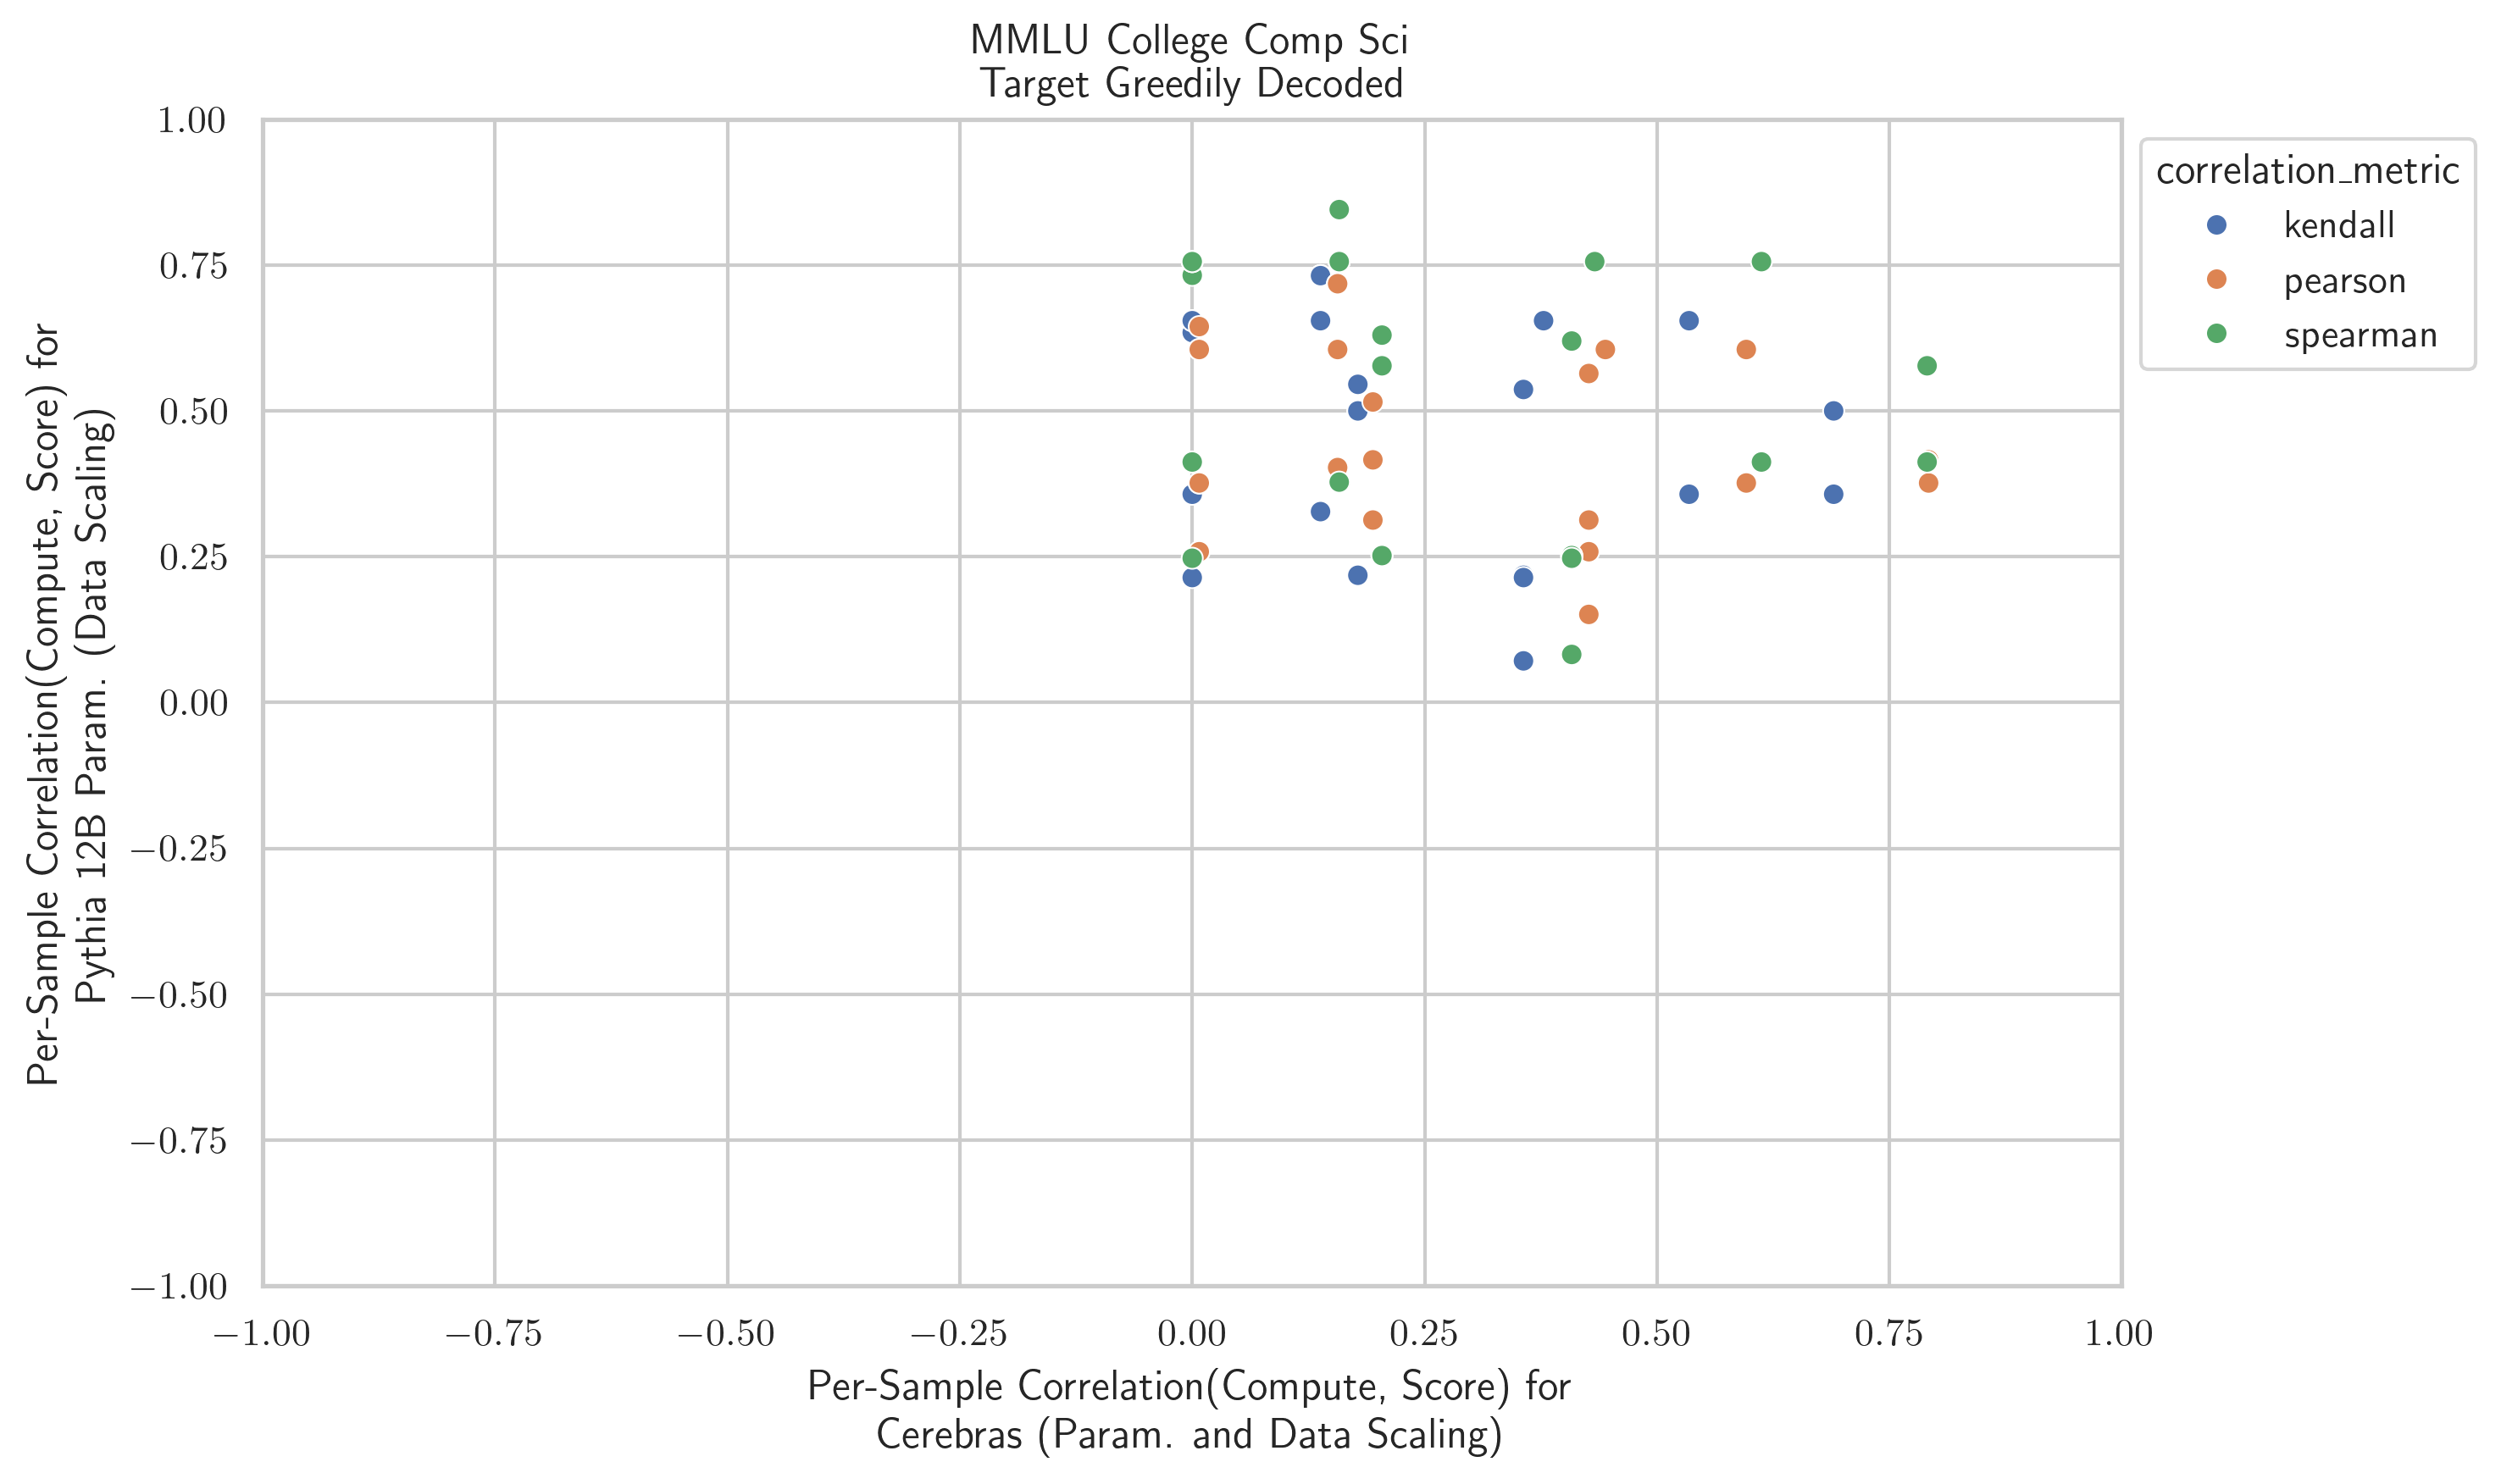 MMLU College Comp Sci
Target Greedily Decoded
Per-Sample Correlation(Compute, Score) for
Pythia 12B Param. (Data Scaling)
1.00
0.75
0.50
0.25
0.00
−0.25
−0.50
−0.75
−1.00
−1.00 −0.75 −0.50 −0.25 0.00 0.25 0.50 0.75 1.00
Per-Sample Correlation(Compute, Score) for
Cerebras (Param. and Data Scaling)
correlation_metric
kendall
pearson
spearman